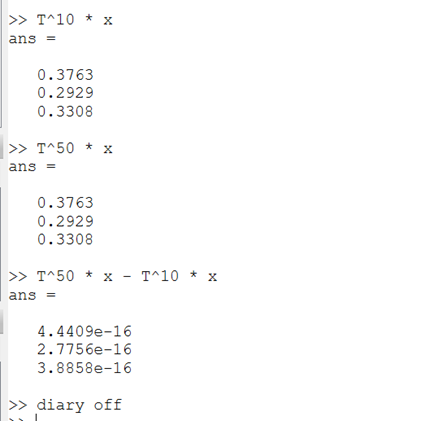 >> T^10 * x
ans =
0.3763
0.2929
0.3308
>> T^50 * x
ans =
0.3763
0.2929
0.3308
>> T^50 * x - T^10 * x
ans =
4.4409e-16
2.7756e-16
3.8858e-16
>> diary off
>>